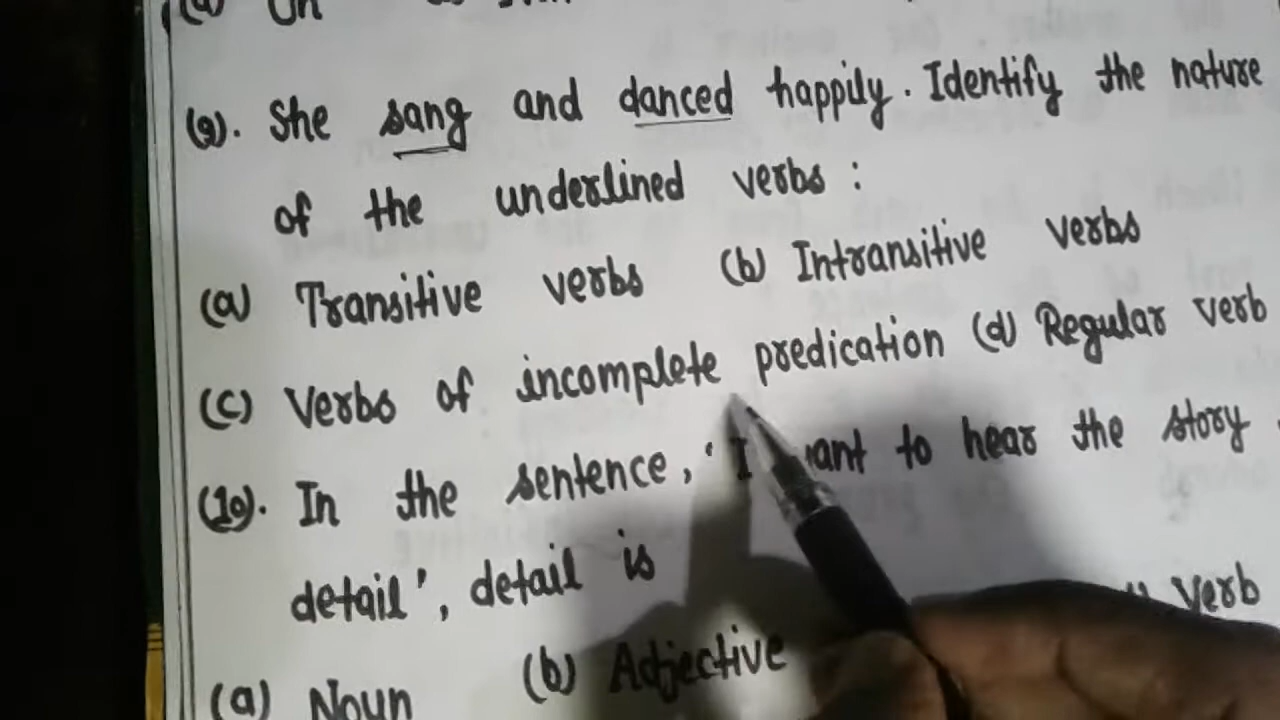 (9). She sang and danced happily. Identify the nature
of the underlined verbs :
(a) Transitive verbs (b) Intransitive verbs
(c) Verbs of incomplete predication (d) Regular verb
(10). In the sentence, 'I to hear the story
detail', detail is
Verb
(a) Noun (b) Adjective